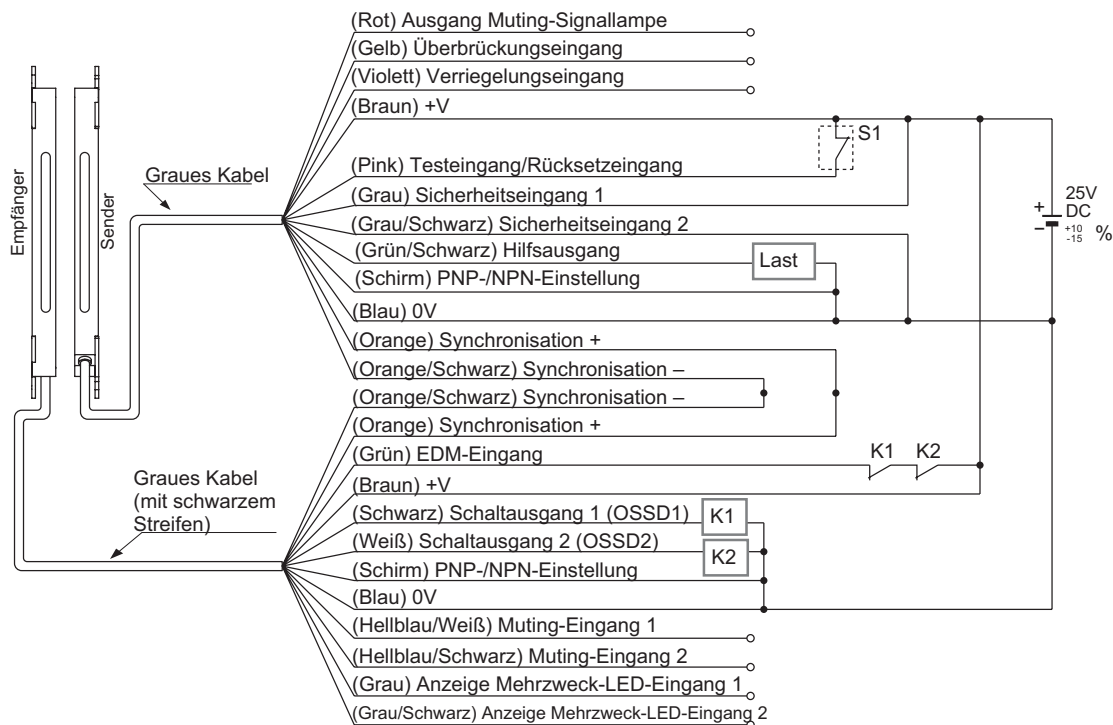 (Rot) Ausgang Muting-Signallampe
(Gelb) Überbrückungseingang
(Violett) Verriegelungseingang
(Braun) +V
S1
(Pink) Testeingang/Rücksetzeingang
Graues Kabel
(Grau) Sicherheitseingang 1
(Grau/Schwarz) Sicherheitseingang 2
Empfänger
Sender
+
–
25V
DC
+10
-15 %
(Grün/Schwarz) Hilfsausgang
Last
(Schirm) PNP-/NPN-Einstellung
(Blau) 0V
(Orange) Synchronisation +
(Orange/Schwarz) Synchronisation –
(Orange/Schwarz) Synchronisation –
(Orange) Synchronisation +
(Grün) EDM-Eingang
K1 K2
Graues Kabel
(mit schwarzem
Streifen)
(Braun) +V
(Schwarz) Schaltausgang 1 (OSSD1)
K1
(Weiß) Schaltausgang 2 (OSSD2)
K2
(Schirm) PNP-/NPN-Einstellung
(Blau) 0V
(Hellblau/Weiß) Muting-Eingang 1
(Hellblau/Schwarz) Muting-Eingang 2
(Grau) Anzeige Mehrzweck-LED-Eingang 1
(Grau/Schwarz) Anzeige Mehrzweck-LED-Eingang 2